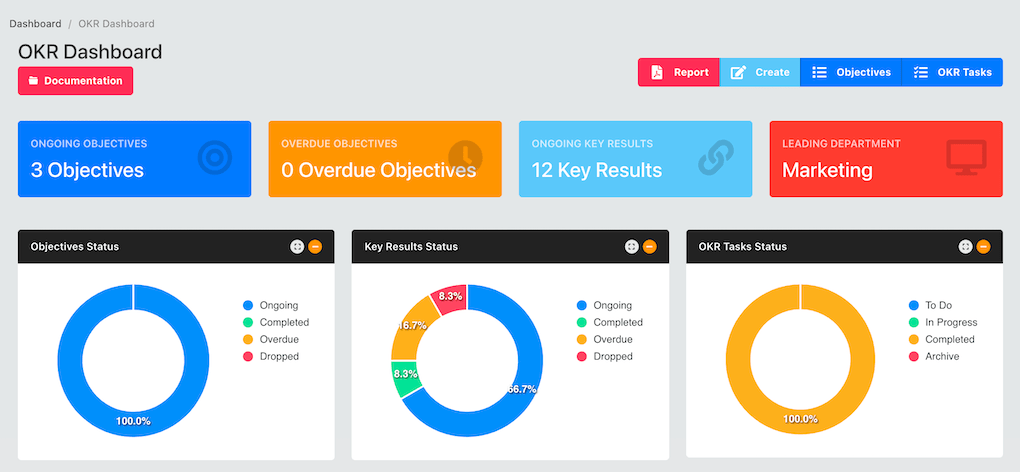 Dashboard / OKR Dashboard
OKR Dashboard
Documentation
Report Create Objectives OKR Tasks
ONGOING OBJECTIVES
3 Objectives
OVERDUE OBJECTIVES
0 Overdue Objectives
ONGOING KEY RESULTS
12 Key Results
LEADING DEPARTMENT
Marketing
Objectives Status
Ongoing
Completed
Overdue
Dropped
100.0%
Key Results Status
8.3%
16.7%
8.3%
66.7%
Ongoing
Completed
Overdue
Dropped
OKR Tasks Status
To Do
In Progress
Completed
Archive
100.0%